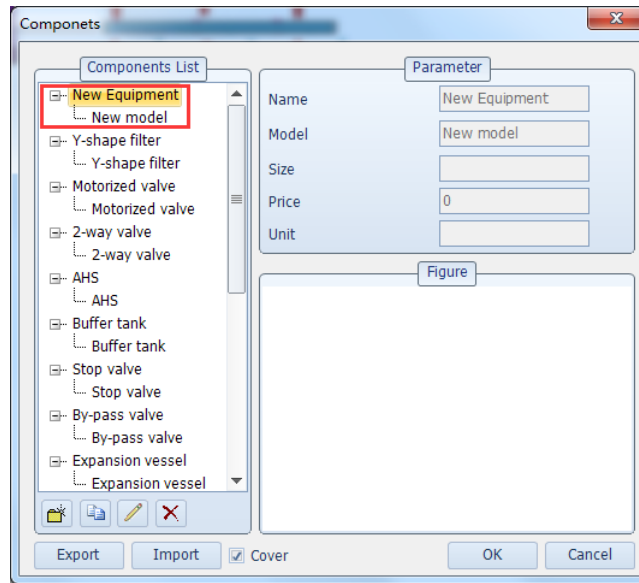 Componets
Components List
New Equipment
New model
Y-shape filter
Y-shape filter
Motorized valve
Motorized valve
2-way valve
2-way valve
AHS
AHS
Buffer tank
Buffer tank
Stop valve
Stop valve
By-pass valve
By-pass valve
Expansion vessel
Expansion vessel
Parameter
Name New Equipment
Model New model
Size
Price 0
Unit
Figure
Export Import Cover OK Cancel